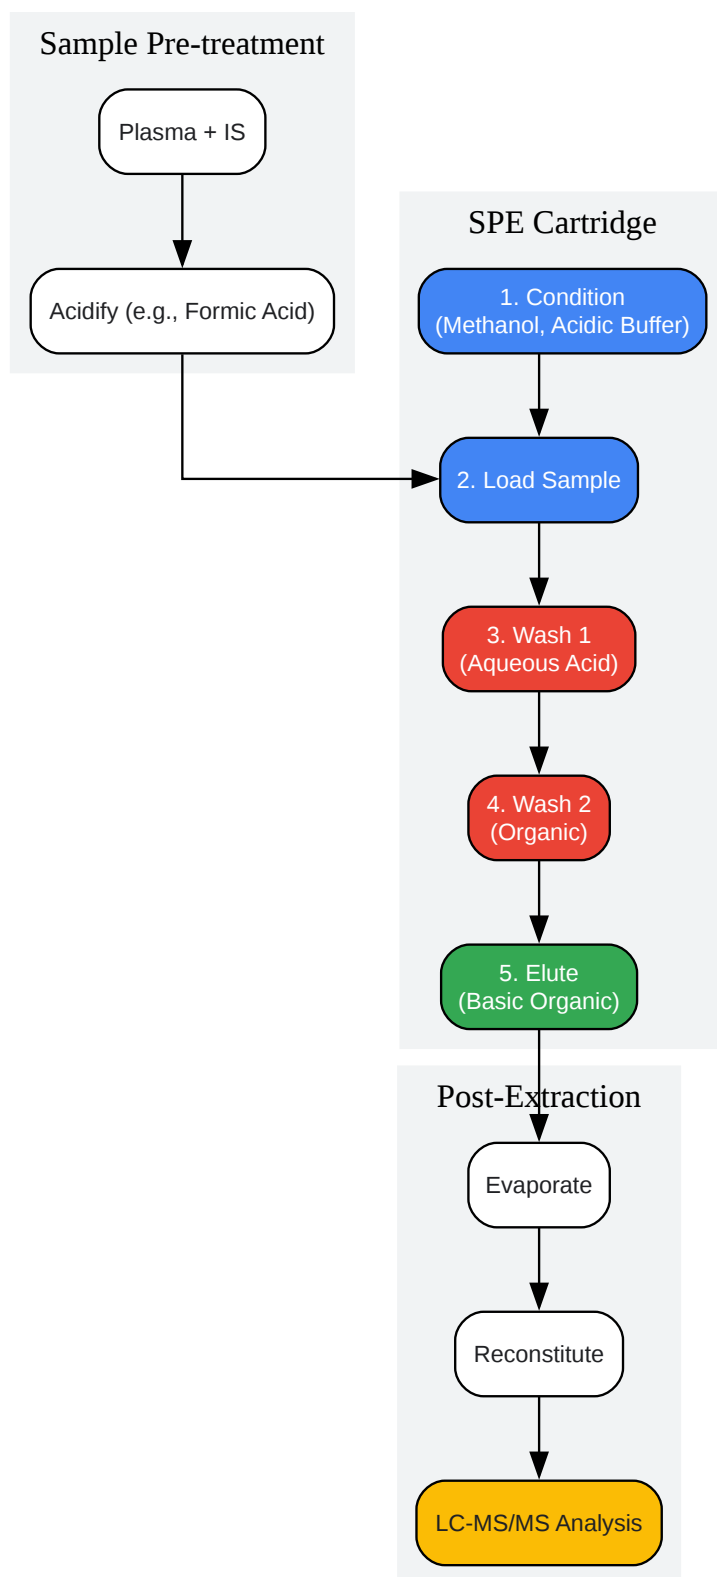 Sample Pre-treatment
Plasma + IS
Acidify (e.g., Formic Acid)
SPE Cartridge
1. Condition
(Methanol, Acidic Buffer)
2. Load Sample
3. Wash 1
(Aqueous Acid)
4. Wash 2
(Organic)
5. Elute
(Basic Organic)
Post-Extraction
Evaporate
Reconstitute
LC-MS/MS Analysis